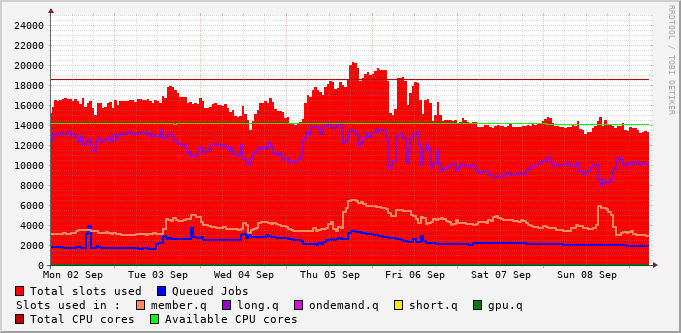 RRDTOOL / TOBI OETIKER
24000
22000
20000
18000
16000
14000
12000
10000
8000
6000
4000
2000
0
Mon 02 Sep Tue 03 Sep Wed 04 Sep Thu 05 Sep Fri 06 Sep Sat 07 Sep Sun 08 Sep
Total slots used Queued Jobs
Slots used in : member.q long.q ondemand.q short.q gpu.q
Total CPU cores Available CPU cores